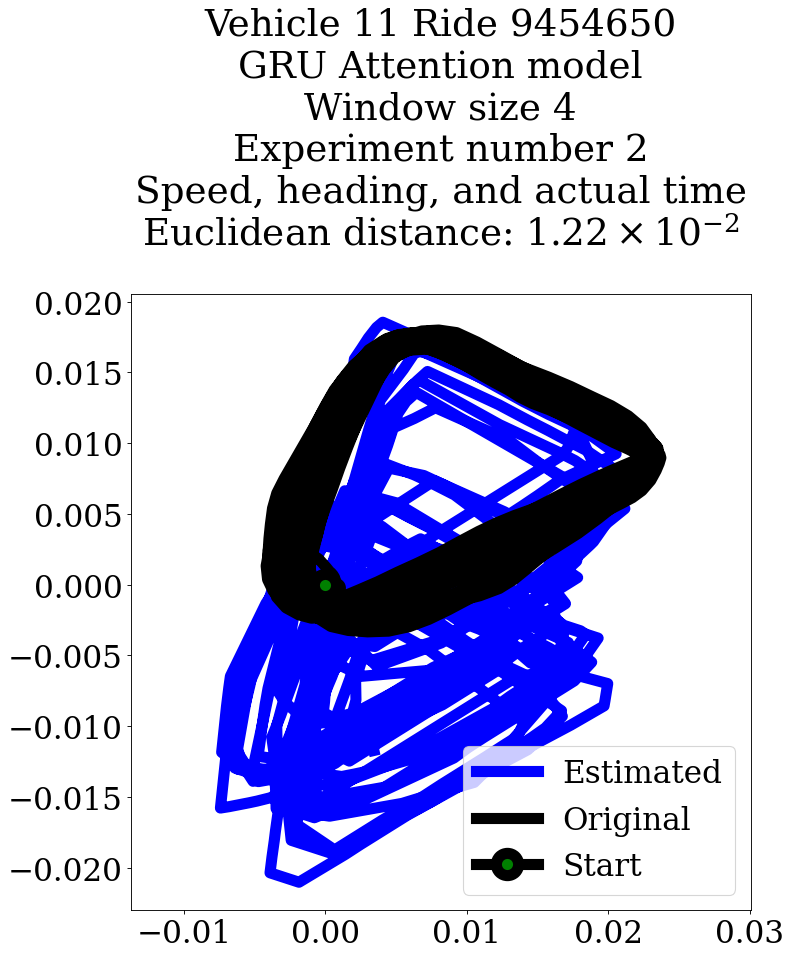 Vehicle 11 Ride 9454650
GRU Attention model
Window size 4
Experiment number 2
Speed, heading, and actual time
Euclidean distance: 1.22 × 10⁻²
0.020
0.015
0.010
0.005
0.000
−0.005
−0.010
−0.015
−0.020
Estimated
Original
Start
−0.01 0.00 0.01 0.02 0.03